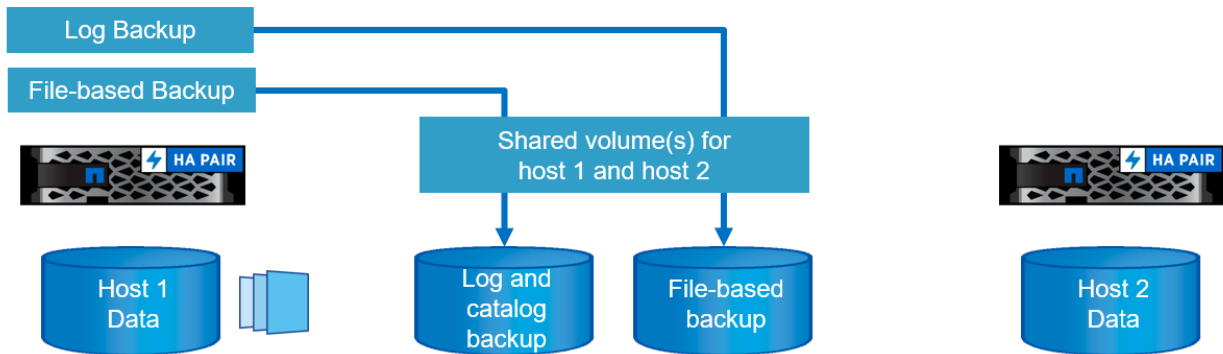 Log Backup
File-based Backup
HA PAIR
Shared volume(s) for
host 1 and host 2
HA PAIR
Host 1
Data
Log and
catalog
backup
File-based
backup
Host 2
Data